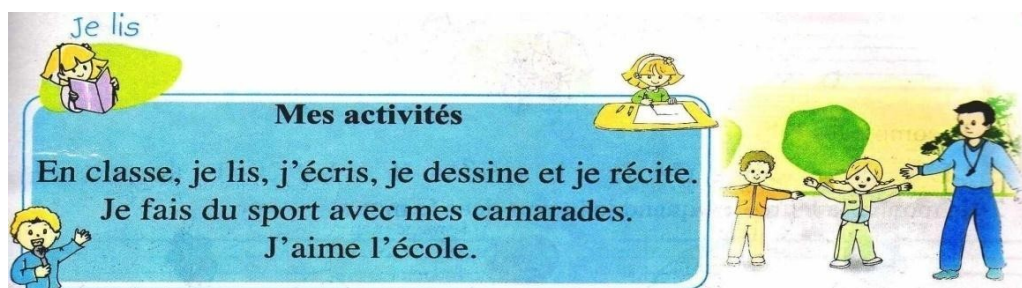 Je lis
Mes activités
En classe, je lis, j'écris, je dessine et je récite.
Je fais du sport avec mes camarades.
J'aime l'école.